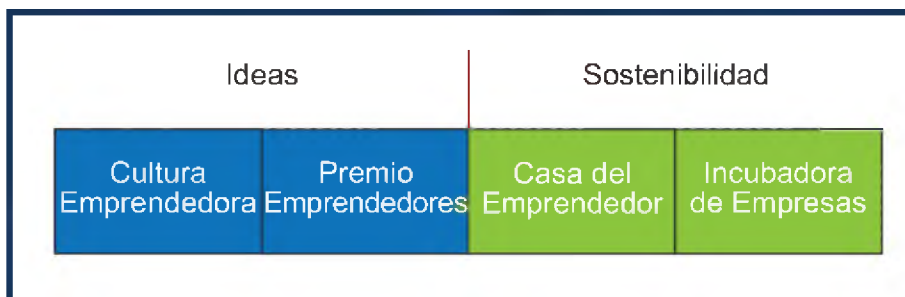 Ideas
Sostenibilidad
Cultura
Emprendedora
Premio
Emprendedores
Casa del
Emprendedor
Incubadora
de Empresas